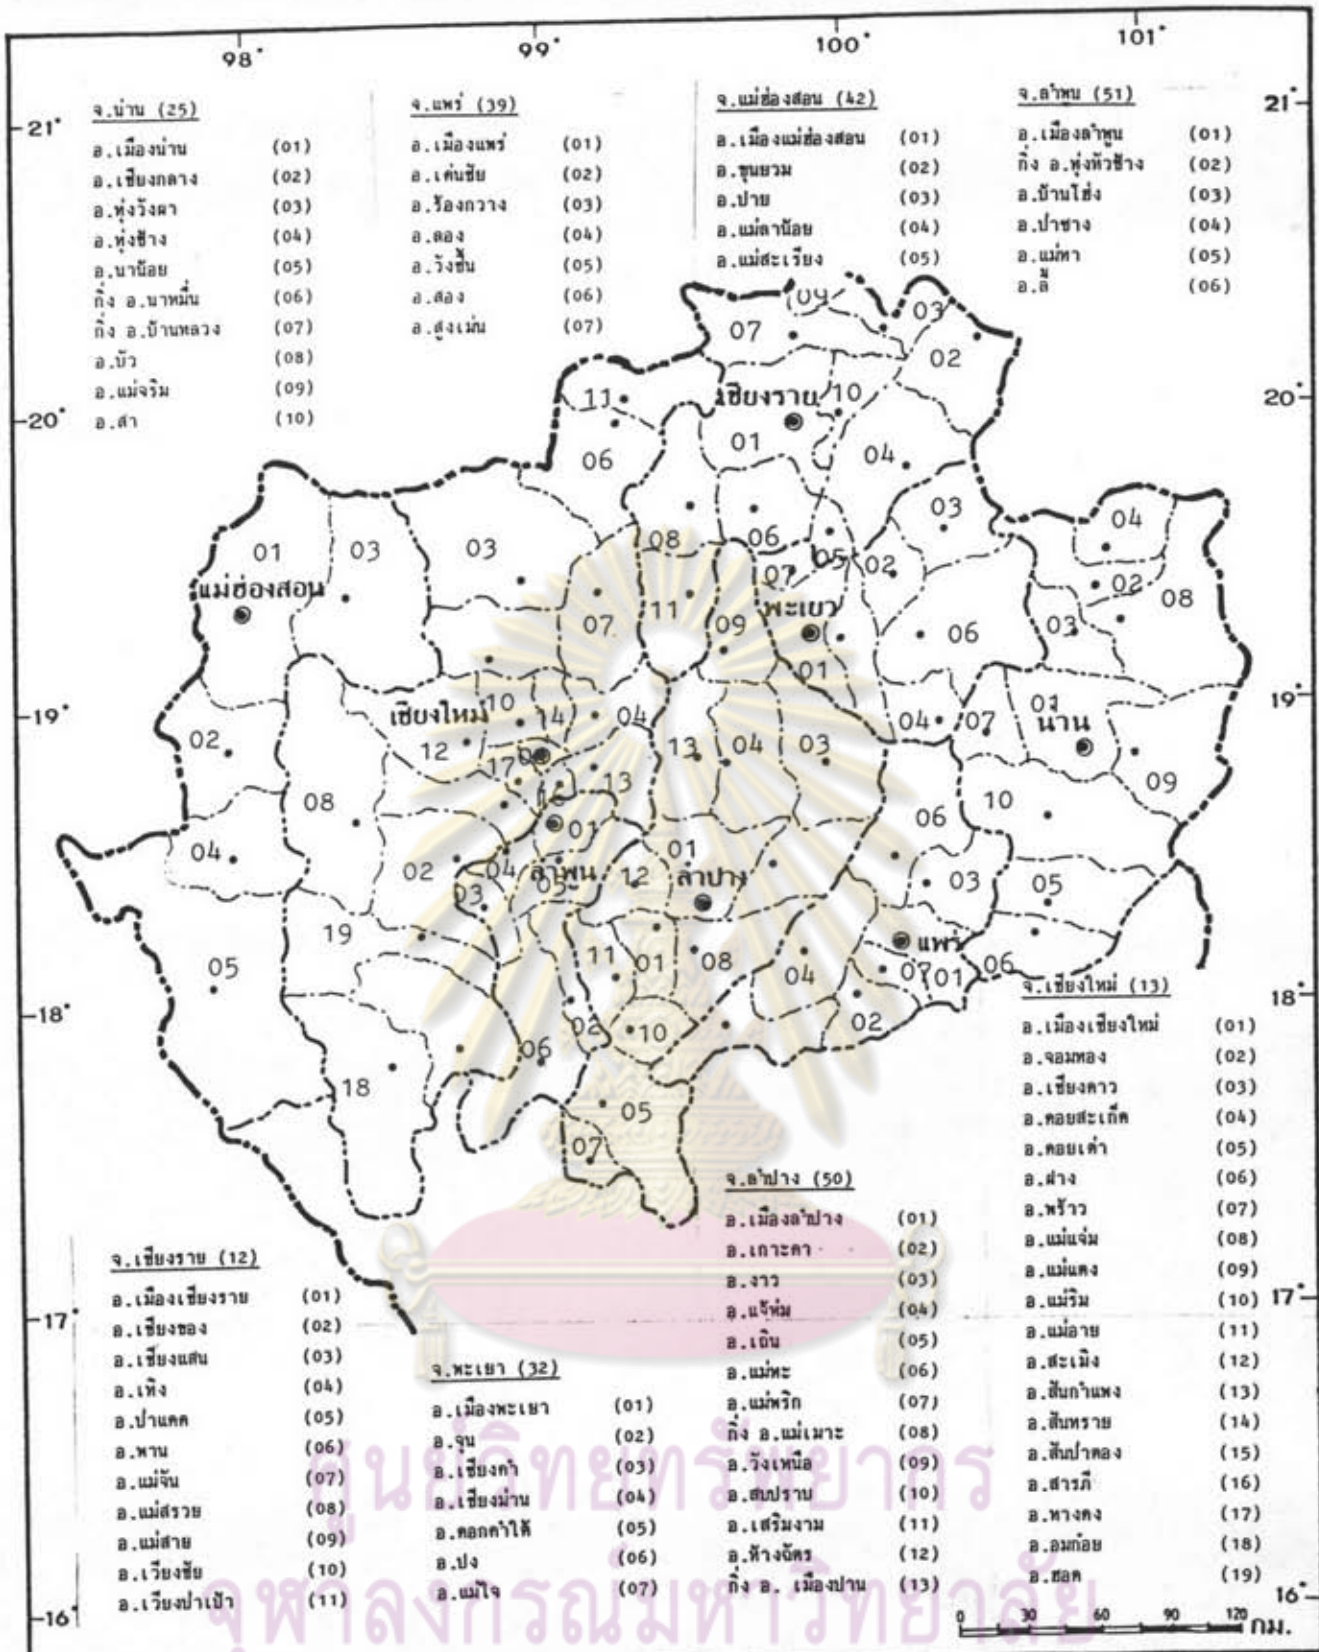 98°
99°
100°
101°
21°
21°
20°
20°
19°
19°
18°
18°
17°
17°
16°
16°
จ.น่าน (25)
อ.เมืองน่าน (01)
อ.เชียงกลาง (02)
อ.ทุ่งวังผา (03)
อ.ทุ่งช้าง (04)
อ.นาน้อย (05)
กิ่ง อ.นาหมื่น (06)
กิ่ง อ.บ้านหลวง (07)
อ.บัว (08)
อ.แม่จริม (09)
อ.สา (10)
จ.แพร่ (39)
อ.เมืองแพร่ (01)
อ.เด่นชัย (02)
อ.ร้องกวาง (03)
อ.ลอง (04)
อ.วังชิ้น (05)
อ.สอง (06)
อ.สูงเม่น (07)
จ.แม่ฮ่องสอน (42)
อ.เมืองแม่ฮ่องสอน (01)
อ.ขุนยวม (02)
อ.ปาย (03)
อ.แม่ลาน้อย (04)
อ.แม่สะเรียง (05)
จ.ลำพูน (51)
อ.เมืองลำพูน (01)
กิ่ง อ.ทุ่งหัวช้าง (02)
อ.บ้านโฮ่ง (03)
อ.ป่าซาง (04)
อ.แม่ทา (05)
อ.ลี้ (06)
เชียงราย
แม่ฮ่องสอน
พะเยา
เชียงใหม่
น่าน
ลำพูน
ลำปาง
แพร่
จ.เชียงใหม่ (13)
อ.เมืองเชียงใหม่ (01)
อ.จอมทอง (02)
อ.เชียงดาว (03)
อ.ดอยสะเก็ด (04)
อ.ดอยเต่า (05)
อ.ฝาง (06)
อ.พร้าว (07)
อ.แม่แจ่ม (08)
อ.แม่แตง (09)
อ.แม่ริม (10)
อ.แม่อาย (11)
อ.สะเมิง (12)
อ.สันกำแพง (13)
อ.สันทราย (14)
อ.สันป่าตอง (15)
อ.สารภี (16)
อ.หางดง (17)
อ.อมก๋อย (18)
อ.ฮอด (19)
จ.ลำปาง (50)
อ.เมืองลำปาง (01)
อ.เกาะคา (02)
อ.งาว (03)
อ.แจ้ห่ม (04)
อ.เถิน (05)
อ.แม่ทะ (06)
อ.แม่พริก (07)
กิ่ง อ.แม่เมาะ (08)
อ.วังเหนือ (09)
อ.สบปราบ (10)
อ.เสริมงาม (11)
อ.ห้างฉัตร (12)
กิ่ง อ. เมืองปาน (13)
จ.เชียงราย (12)
อ.เมืองเชียงราย (01)
อ.เชียงของ (02)
อ.เชียงแสน (03)
อ.เทิง (04)
อ.ป่าแดด (05)
อ.พาน (06)
อ.แม่จัน (07)
อ.แม่สรวย (08)
อ.แม่สาย (09)
อ.เวียงชัย (10)
อ.เวียงป่าเป้า (11)
จ.พะเยา (32)
อ.เมืองพะเยา (01)
อ.จุน (02)
อ.เชียงคำ (03)
อ.เชียงม่วน (04)
อ.ดอกคำใต้ (05)
อ.ปง (06)
อ.แม่ใจ (07)
0 30 60 90 120 กม.
ศูนย์วิทยทรัพยากร
จุฬาลงกรณ์มหาวิทยาลัย